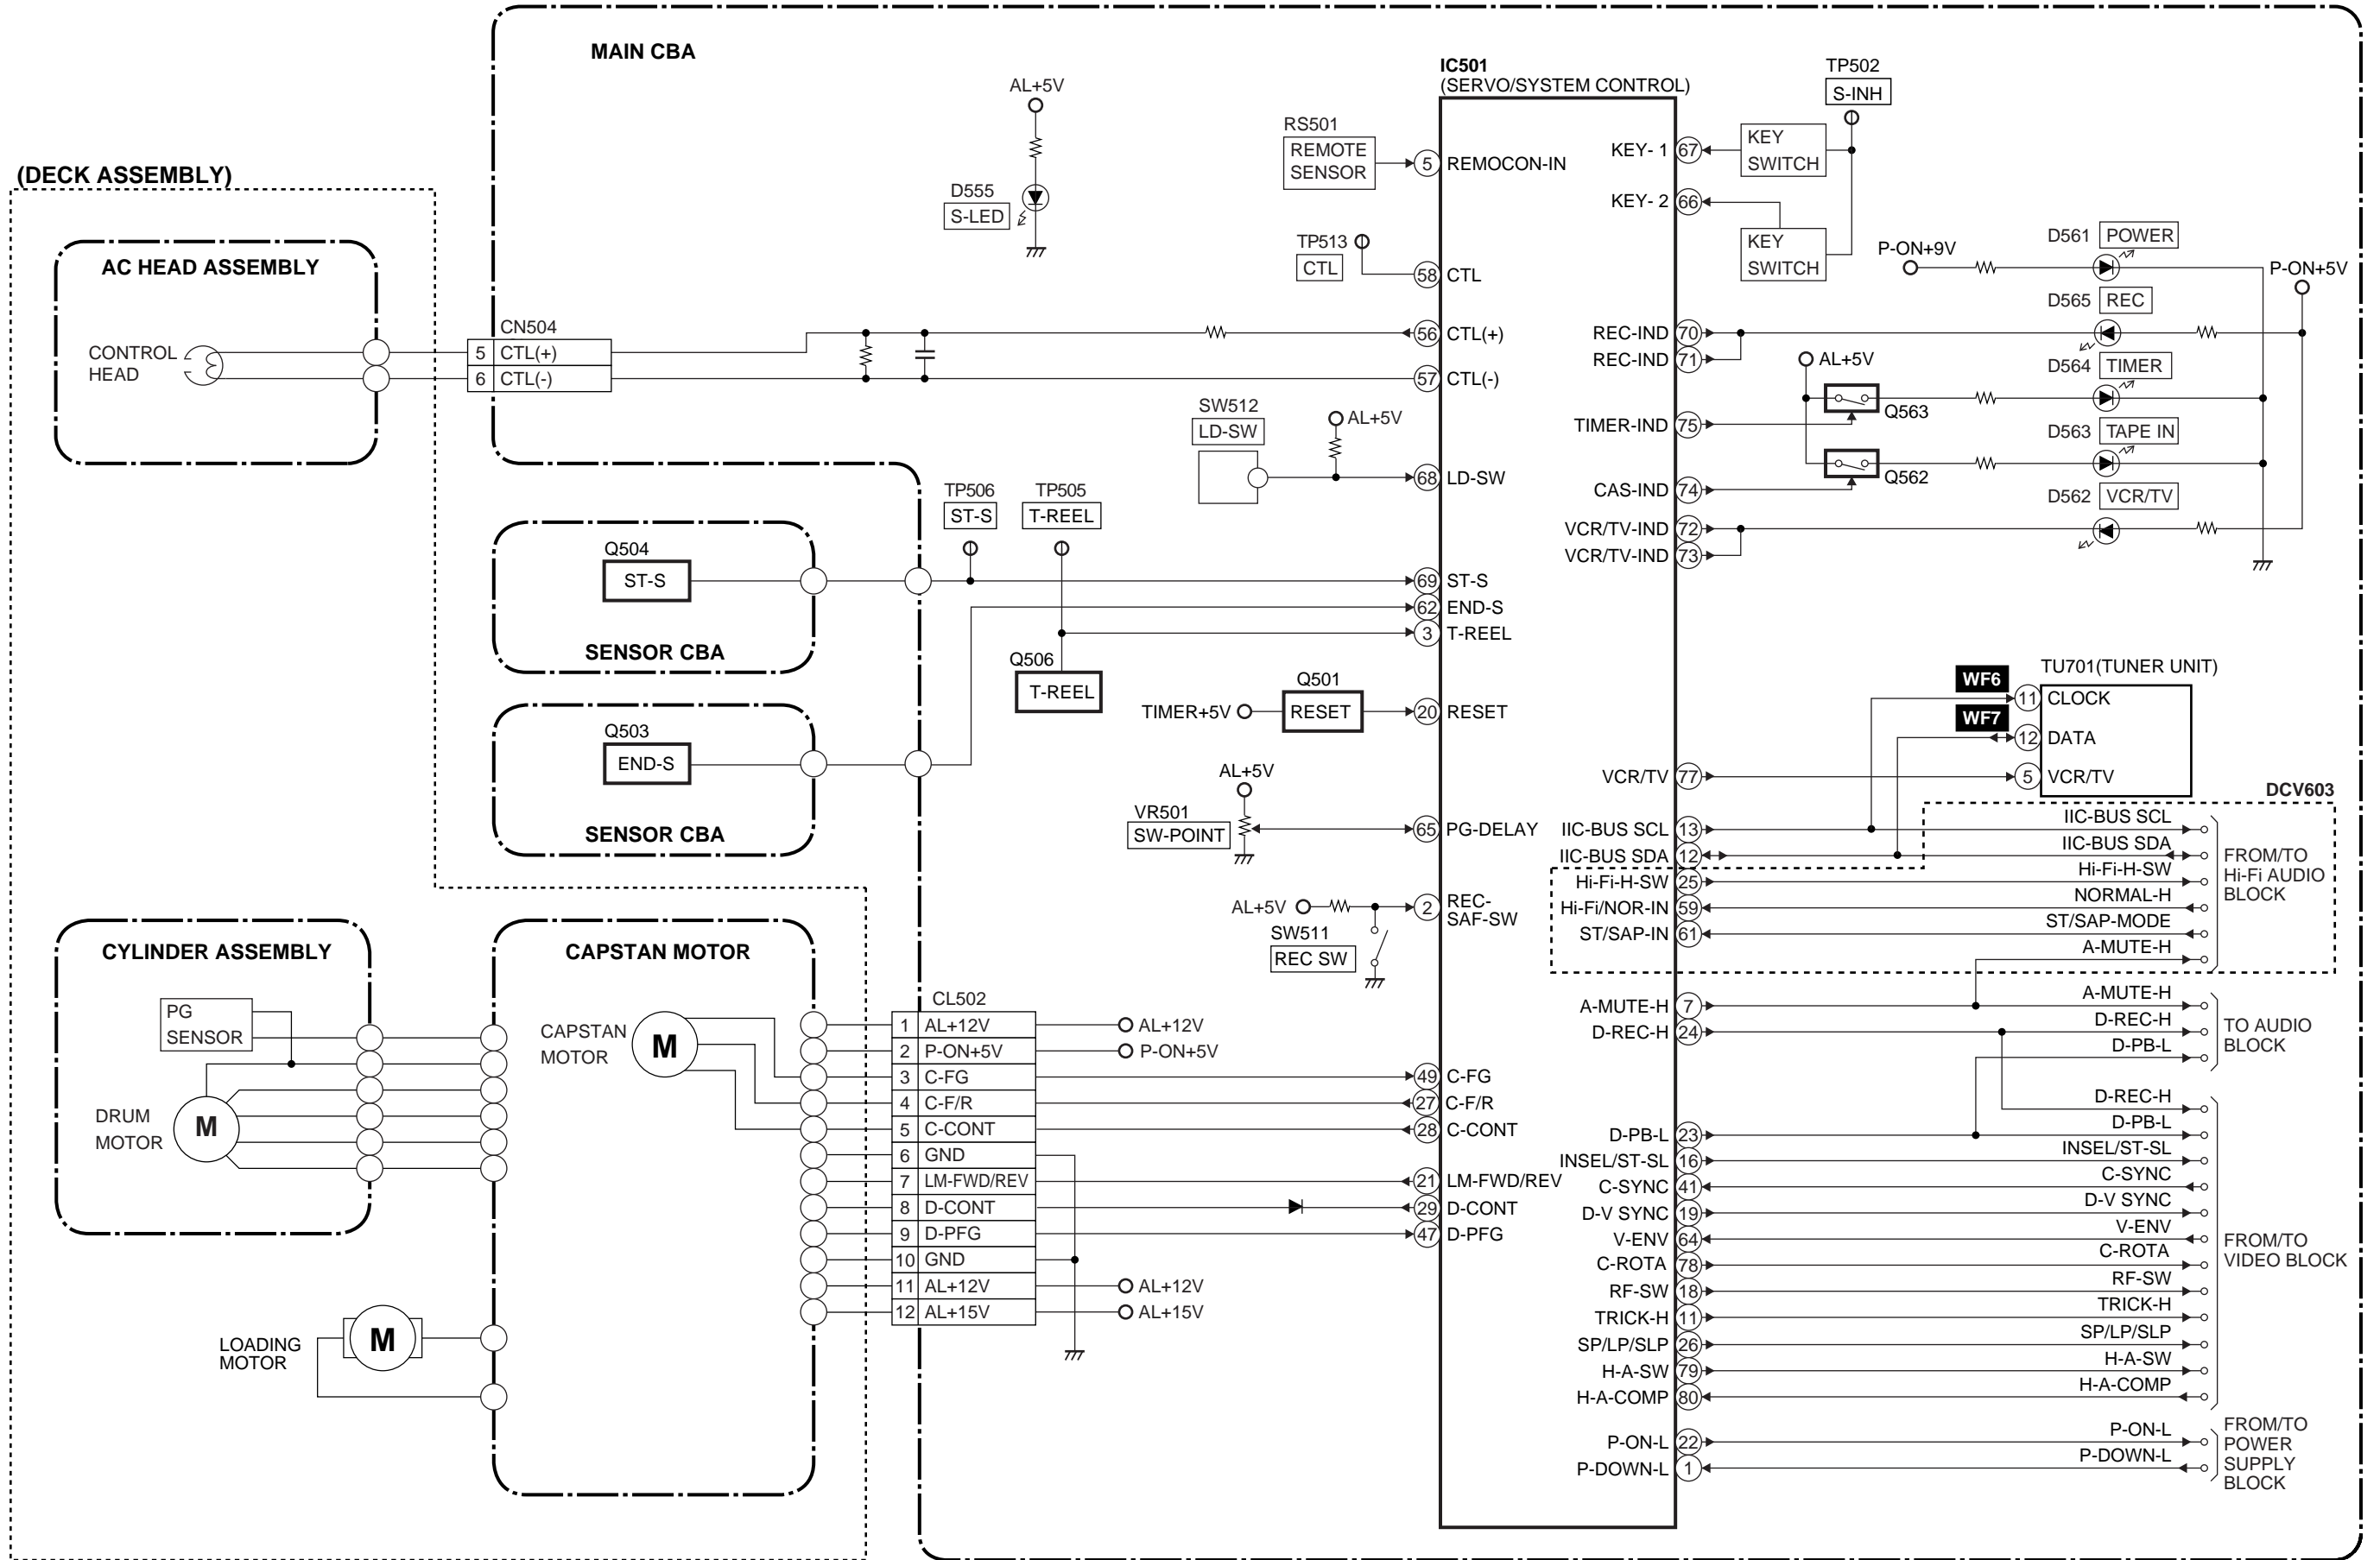 MAIN CBA
(DECK ASSEMBLY)
AC HEAD ASSEMBLY
CONTROL
HEAD
CN504
5 CTL(+)
6 CTL(-)
AL+5V
D555
S-LED
Q504
ST-S
SENSOR CBA
Q503
END-S
SENSOR CBA
TP506
ST-S
TP505
T-REEL
Q506
T-REEL
CYLINDER ASSEMBLY
PG
SENSOR
DRUM
MOTOR
M
LOADING
MOTOR
M
CAPSTAN MOTOR
CAPSTAN
MOTOR
M
CL502
1 AL+12V
2 P-ON+5V
3 C-FG
4 C-F/R
5 C-CONT
6 GND
7 LM-FWD/REV
8 D-CONT
9 D-PFG
10 GND
11 AL+12V
12 AL+15V
AL+12V
P-ON+5V
AL+12V
AL+15V
RS501
REMOTE
SENSOR
TP513
CTL
SW512
LD-SW
AL+5V
Q501
TIMER+5V
RESET
AL+5V
VR501
SW-POINT
AL+5V
SW511
REC SW
IC501
(SERVO/SYSTEM CONTROL)
5 REMOCON-IN
58 CTL
56 CTL(+)
57 CTL(-)
68 LD-SW
69 ST-S
62 END-S
3 T-REEL
20 RESET
65 PG-DELAY
2 REC-
SAF-SW
49 C-FG
27 C-F/R
28 C-CONT
21 LM-FWD/REV
29 D-CONT
47 D-PFG
KEY- 1 67
KEY- 2 66
REC-IND 70
REC-IND 71
TIMER-IND 75
CAS-IND 74
VCR/TV-IND 72
VCR/TV-IND 73
VCR/TV 77
IIC-BUS SCL 13
IIC-BUS SDA 12
Hi-Fi-H-SW 25
Hi-Fi/NOR-IN 59
ST/SAP-IN 61
A-MUTE-H 7
D-REC-H 24
D-PB-L 23
INSEL/ST-SL 16
C-SYNC 41
D-V SYNC 19
V-ENV 64
C-ROTA 78
RF-SW 18
TRICK-H 11
SP/LP/SLP 26
H-A-SW 79
H-A-COMP 80
P-ON-L 22
P-DOWN-L 1
TP502
S-INH
KEY
SWITCH
KEY
SWITCH
P-ON+9V
D561 POWER
P-ON+5V
D565 REC
AL+5V
D564 TIMER
Q563
D563 TAPE IN
Q562
D562 VCR/TV
TU701(TUNER UNIT)
WF6
11 CLOCK
WF7
12 DATA
5 VCR/TV
DCV603
IIC-BUS SCL
IIC-BUS SDA
Hi-Fi-H-SW
NORMAL-H
ST/SAP-MODE
A-MUTE-H
FROM/TO
Hi-Fi AUDIO
BLOCK
A-MUTE-H
D-REC-H
D-PB-L
TO AUDIO
BLOCK
D-REC-H
D-PB-L
INSEL/ST-SL
C-SYNC
D-V SYNC
V-ENV
C-ROTA
RF-SW
TRICK-H
SP/LP/SLP
H-A-SW
H-A-COMP
FROM/TO
VIDEO BLOCK
P-ON-L
P-DOWN-L
FROM/TO
POWER
SUPPLY
BLOCK